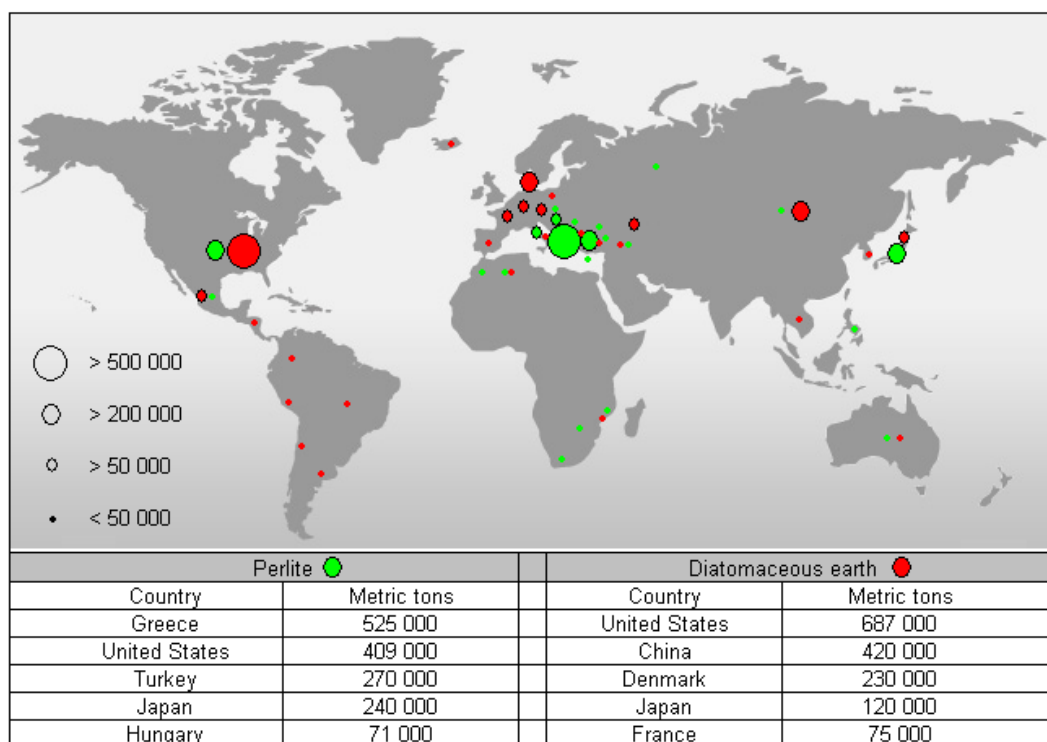 > 500 000
> 200 000
> 50 000
< 50 000
Perlite Diatomaceous earth
Country Metric tons Country Metric tons
Greece 525 000 United States 687 000
United States 409 000 China 420 000
Turkey 270 000 Denmark 230 000
Japan 240 000 Japan 120 000
Hungary 71 000 France 75 000